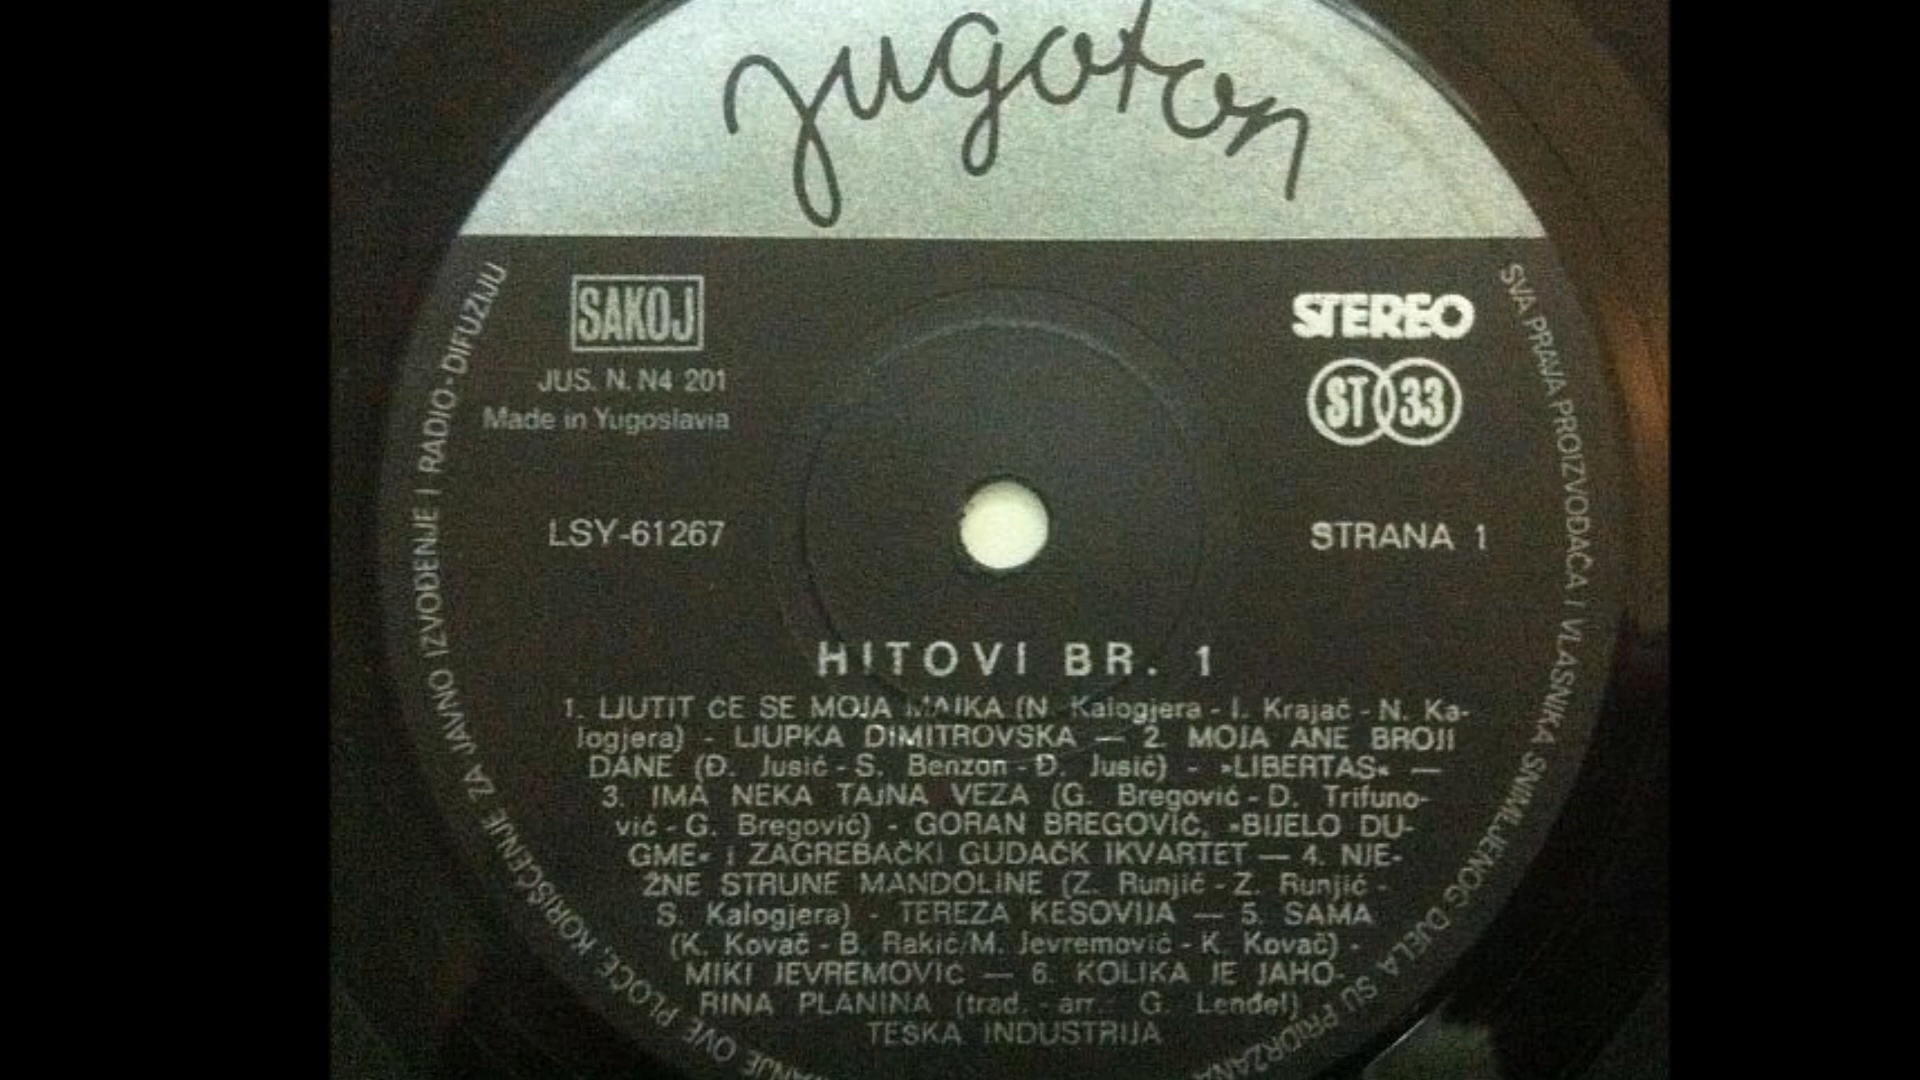 jugoton
SAKOJ
JUS. N. N4 201
Made in Yugoslavia
STEREO
ST 33
LSY-61267
STRANA 1
HITOVI BR. 1
1. LJUTIT ĆE SE MOJA MAJKA (N. Kalogjera - I. Krajač - N. Ka-
logjera) - LJUPKA DIMITROVSKA — 2. MOJA ANE BROJI
DANE (Đ. Jusić - S. Benzon - Đ. Jusić) - »LIBERTAS« —
3. IMA NEKA TAJNA VEZA (G. Bregović - D. Trifuno-
vić - G. Bregović) - GORAN BREGOVIĆ, »BIJELO DU-
GME« I ZAGREBAČKI GUDAČK IKVARTET — 4. NJE-
ŽNE STRUNE MANDOLINE (Z. Runjić - Z. Runjić -
S. Kalogjera) - TEREZA KESOVIJA — 5. SAMA
(K. Kovač - B. Rakić/M. Jevremović - K. Kovač) -
MIKI JEVREMOVIĆ — 6. KOLIKA JE JAHO-
RINA PLANINA (trad. - arr. G. Lenđel)
TEŠKA INDUSTRIJA
SVA PRAVA PROIZVOĐAČA I VLASNIKA SNIMLJENOG DJELA SU PRIDRŽANA
OVE PLOČE, KORIŠĆENJE ZA JAVNO IZVOĐENJE I RADIO-DIFUZIJU